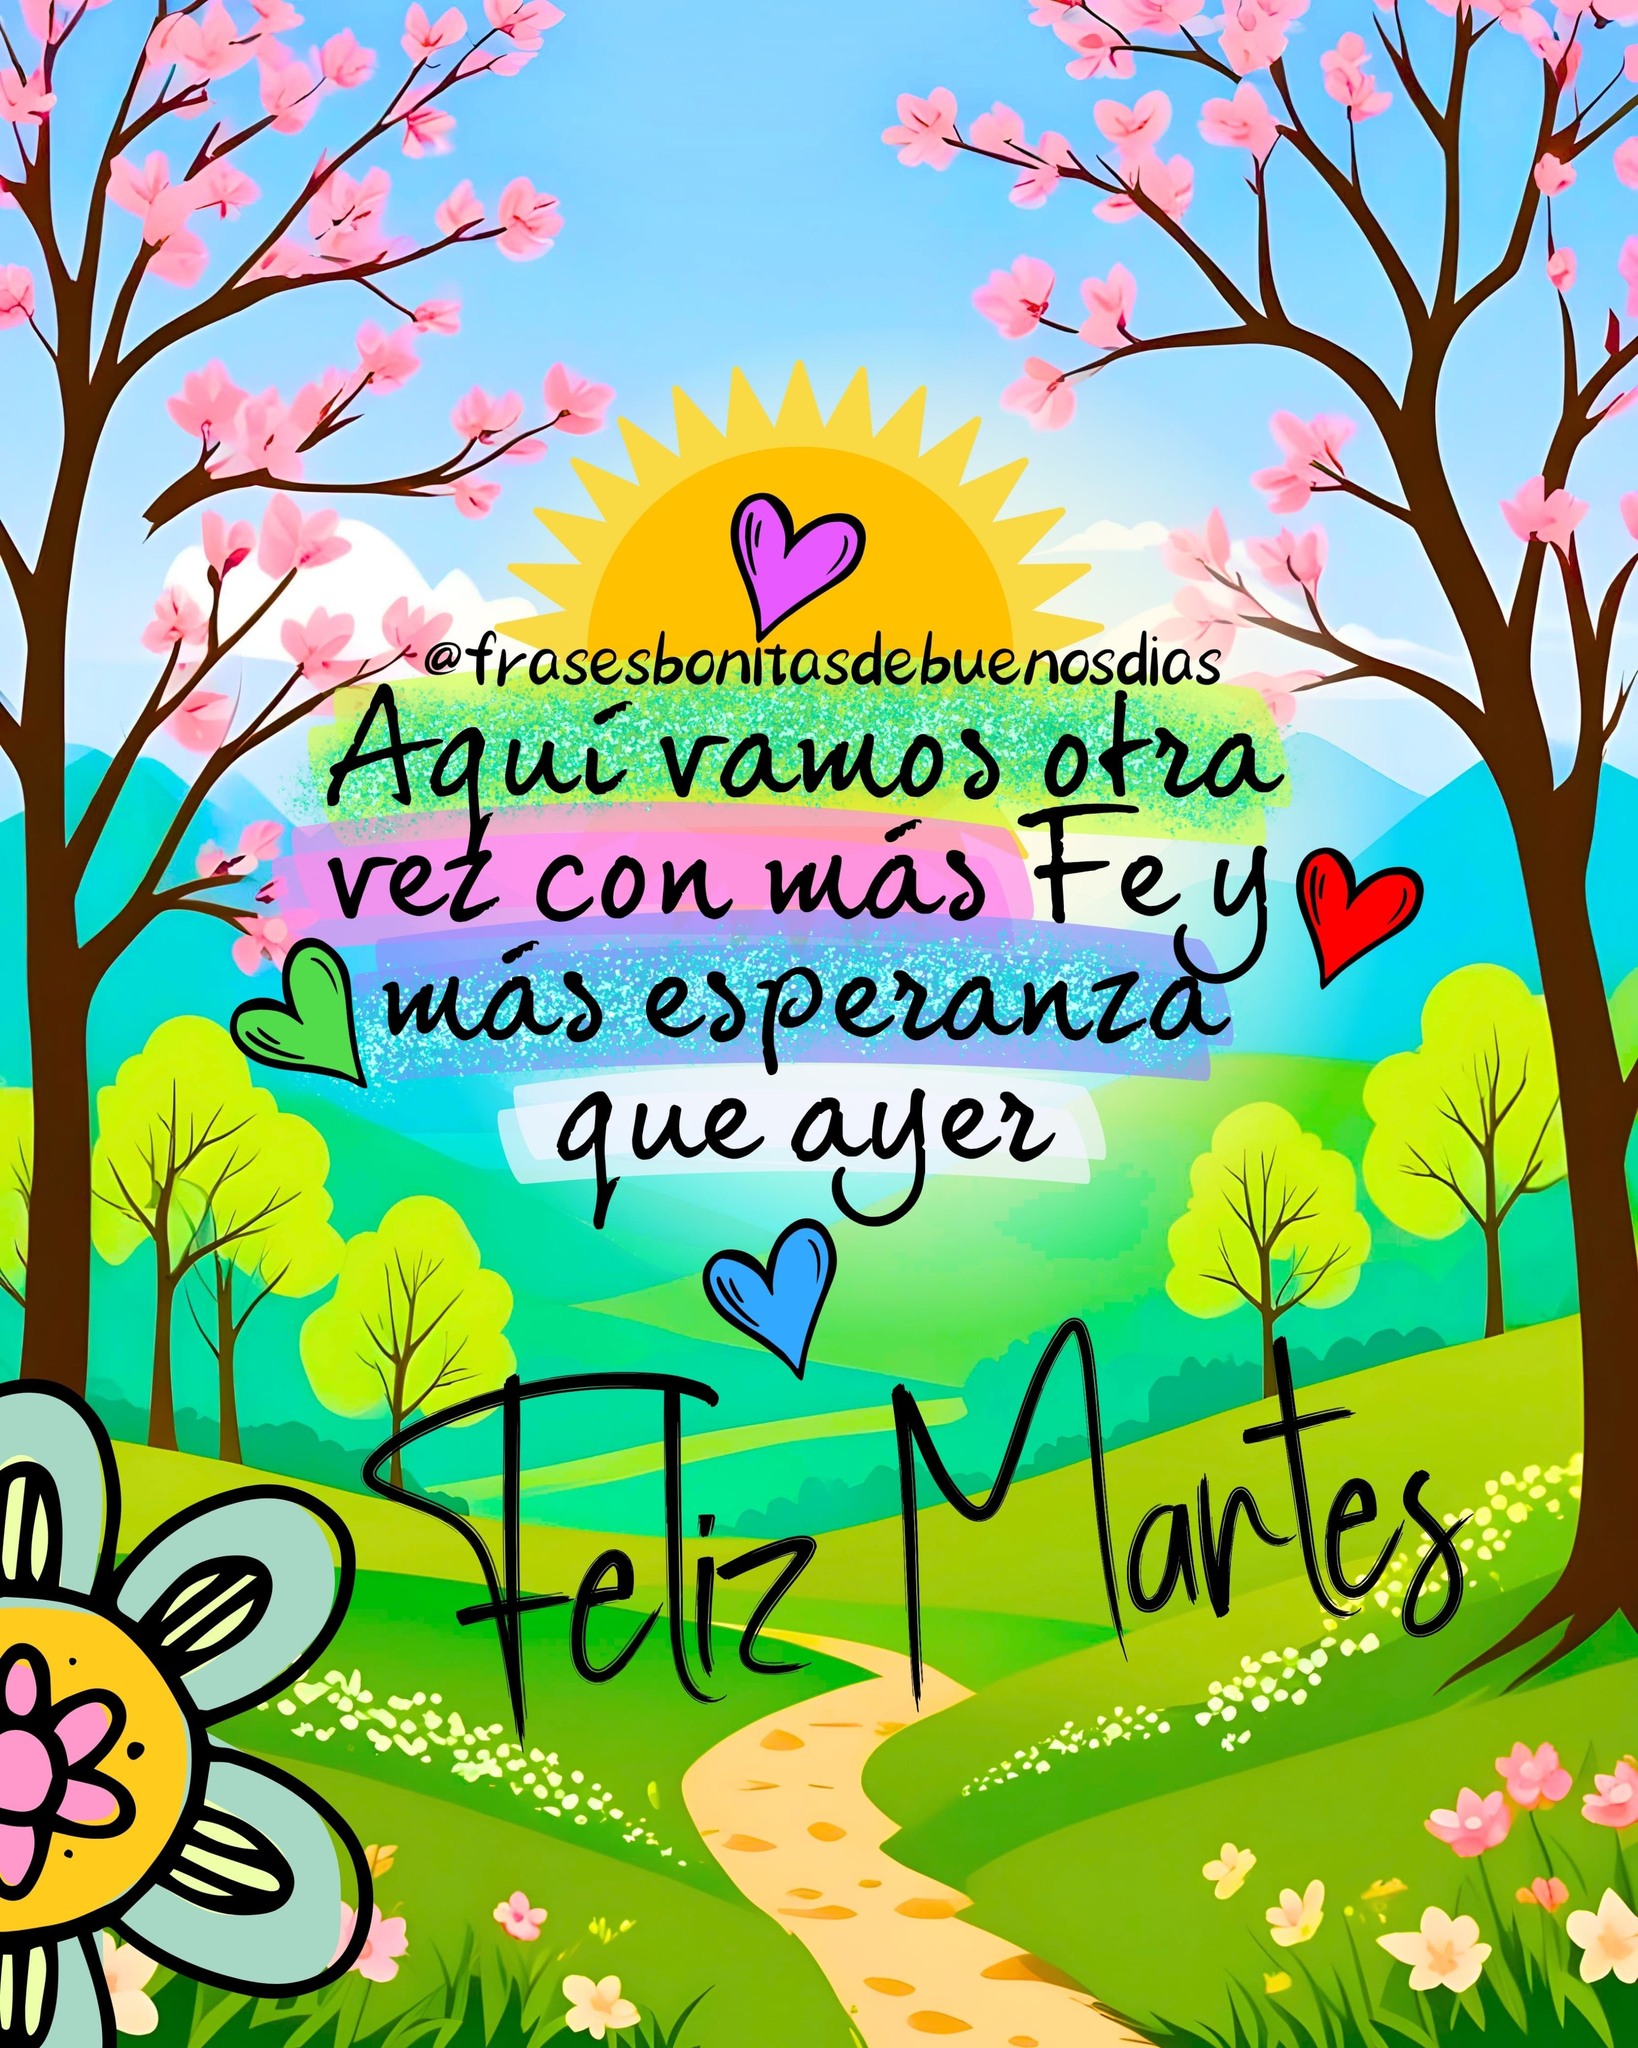 @frasesbonitasdebuenosdias
Aquí vamos otra
vez con más Fe y
más esperanza
que ayer
Feliz Martes